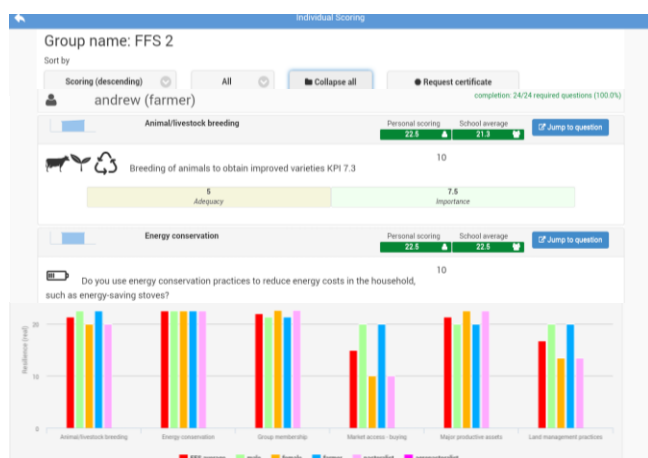 Individual Scoring
Group name: FFS 2
Sort by
Scoring (descending) All Collapse all Request certificate
andrew (farmer) completion: 24/24 required questions (100.0%)
Animal/livestock breeding Personal scoring School average Jump to question
22.5 21.3
Breeding of animals to obtain improved varieties KPI 7.3 10
5 7.5
Adequacy Importance
Energy conservation Personal scoring School average Jump to question
22.5 22.5
Do you use energy conservation practices to reduce energy costs in the household, 10
such as energy-saving stoves?
20
Resilience (real)
10
0
Animal/livestock breeding Energy conservation Group membership Market access - buying Major productive assets Land management practices
FFS average male female farmer pastoralist agropastoralist